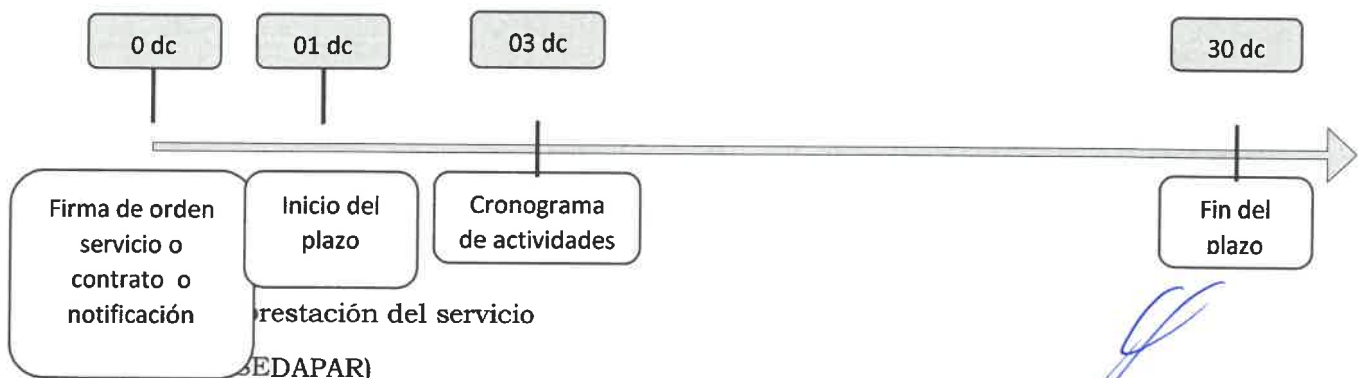 0 dc
01 dc
03 dc
30 dc
Firma de orden
servicio o
contrato o
notificación
Inicio del
plazo
Cronograma
de actividades
Fin del
plazo
restación del servicio
SEDAPAR)